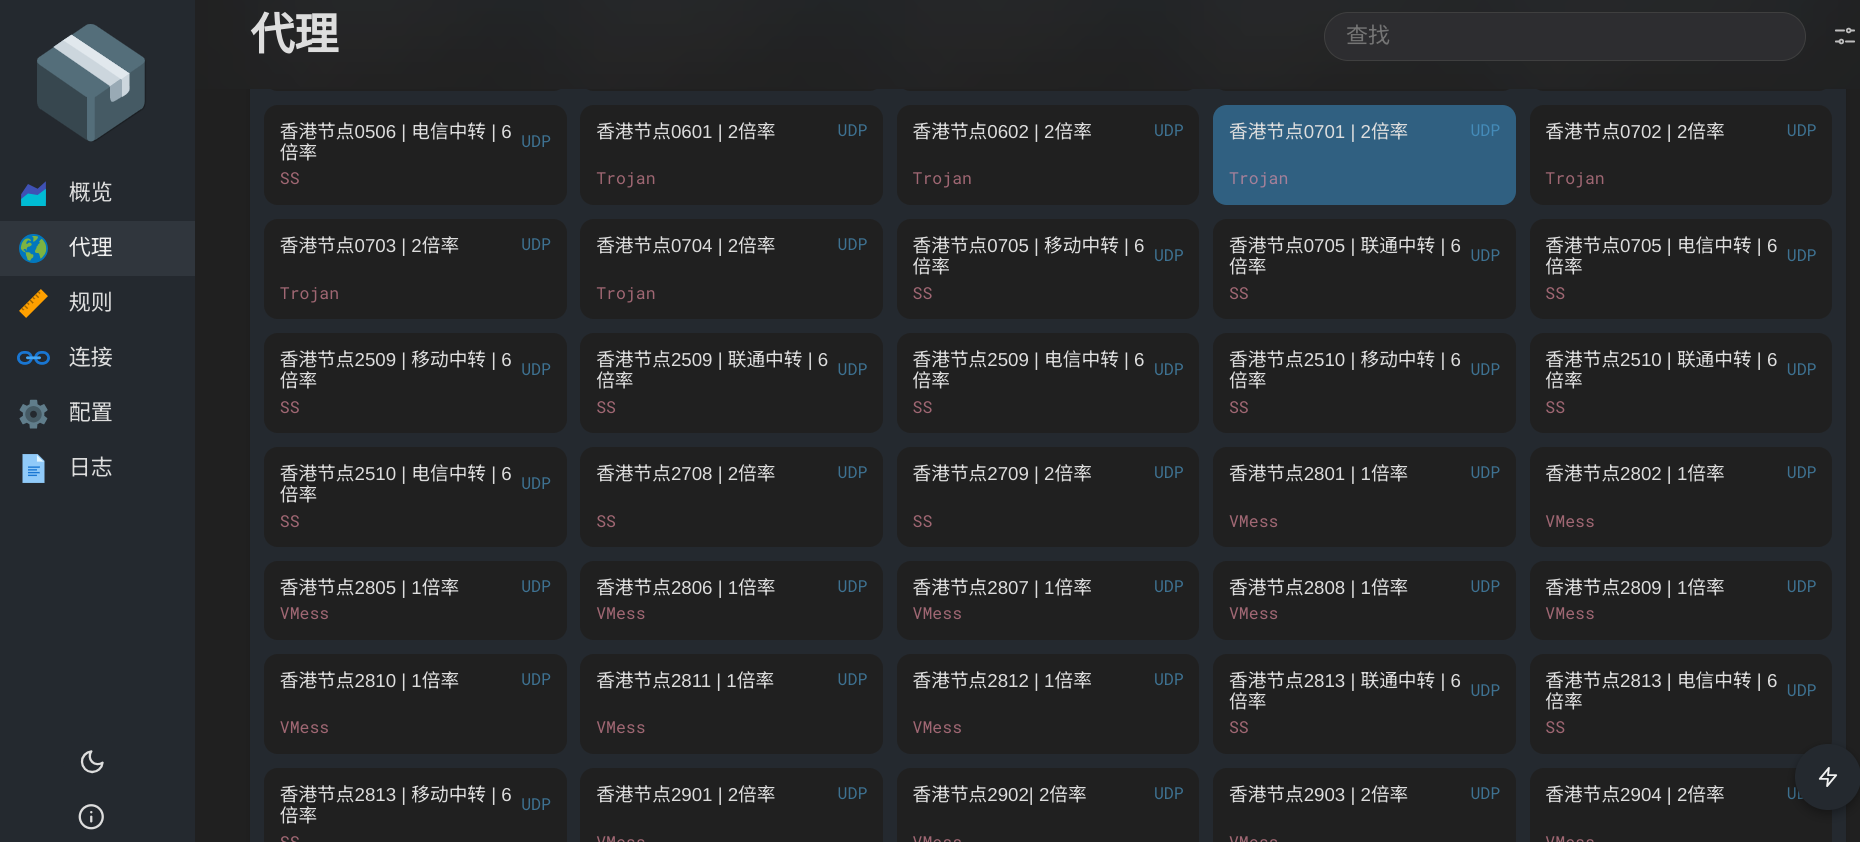 代理
查找
概览
代理
规则
连接
配置
日志
香港节点0506 | 电信中转 | 6
倍率
UDP
SS
香港节点0601 | 2倍率
UDP
Trojan
香港节点0602 | 2倍率
UDP
Trojan
香港节点0701 | 2倍率
UDP
Trojan
香港节点0702 | 2倍率
UDP
Trojan
香港节点0703 | 2倍率
UDP
Trojan
香港节点0704 | 2倍率
UDP
Trojan
香港节点0705 | 移动中转 | 6
倍率
UDP
SS
香港节点0705 | 联通中转 | 6
倍率
UDP
SS
香港节点0705 | 电信中转 | 6
倍率
UDP
SS
香港节点2509 | 移动中转 | 6
倍率
UDP
SS
香港节点2509 | 联通中转 | 6
倍率
UDP
SS
香港节点2509 | 电信中转 | 6
倍率
UDP
SS
香港节点2510 | 移动中转 | 6
倍率
UDP
SS
香港节点2510 | 联通中转 | 6
倍率
UDP
SS
香港节点2510 | 电信中转 | 6
倍率
UDP
SS
香港节点2708 | 2倍率
UDP
SS
香港节点2709 | 2倍率
UDP
SS
香港节点2801 | 1倍率
UDP
VMess
香港节点2802 | 1倍率
UDP
VMess
香港节点2805 | 1倍率
UDP
VMess
香港节点2806 | 1倍率
UDP
VMess
香港节点2807 | 1倍率
UDP
VMess
香港节点2808 | 1倍率
UDP
VMess
香港节点2809 | 1倍率
UDP
VMess
香港节点2810 | 1倍率
UDP
VMess
香港节点2811 | 1倍率
UDP
VMess
香港节点2812 | 1倍率
UDP
VMess
香港节点2813 | 联通中转 | 6
倍率
UDP
SS
香港节点2813 | 电信中转 | 6
倍率
UDP
SS
香港节点2813 | 移动中转 | 6
倍率
UDP
SS
香港节点2901 | 2倍率
UDP
VMess
香港节点2902| 2倍率
UDP
VMess
香港节点2903 | 2倍率
UDP
VMess
香港节点2904 | 2倍率
VMess